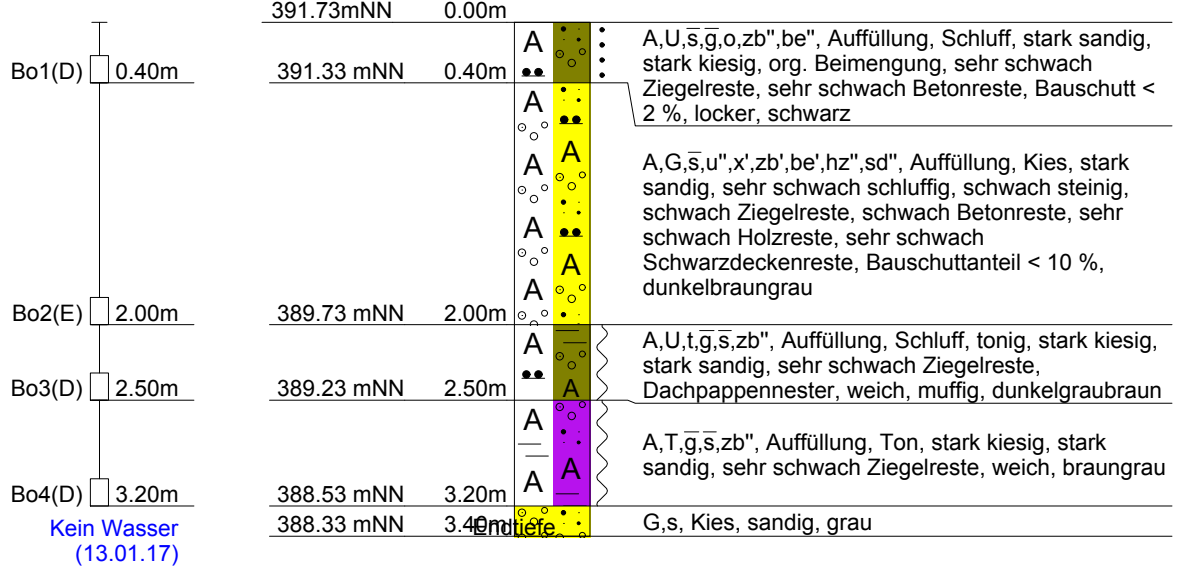 391.73mNN 0.00m
A
A,U,s̅,g̅,o,zb",be", Auffüllung, Schluff, stark sandig,
stark kiesig, org. Beimengung, sehr schwach
Ziegelreste, sehr schwach Betonreste, Bauschutt <
2 %, locker, schwarz
Bo1(D) 0.40m 391.33 mNN 0.40m
A
A
A
A
A
A
A,G,s̅,u",x',zb',be',hz",sd", Auffüllung, Kies, stark
sandig, sehr schwach schluffig, schwach steinig,
schwach Ziegelreste, schwach Betonreste, sehr
schwach Holzreste, sehr schwach
Schwarzdeckenreste, Bauschuttanteil < 10 %,
dunkelbraungrau
Bo2(E) 2.00m 389.73 mNN 2.00m
A
A
A,U,t,g̅,s̅,zb", Auffüllung, Schluff, tonig, stark kiesig,
stark sandig, sehr schwach Ziegelreste,
Dachpappennester, weich, muffig, dunkelgraubraun
Bo3(D) 2.50m 389.23 mNN 2.50m
A
A
A
A,T,g̅,s̅,zb", Auffüllung, Ton, stark kiesig, stark
sandig, sehr schwach Ziegelreste, weich, braungrau
Bo4(D) 3.20m 388.53 mNN 3.20m
Kein Wasser
(13.01.17)
388.33 mNN 3.40m Endtiefe
G,s, Kies, sandig, grau